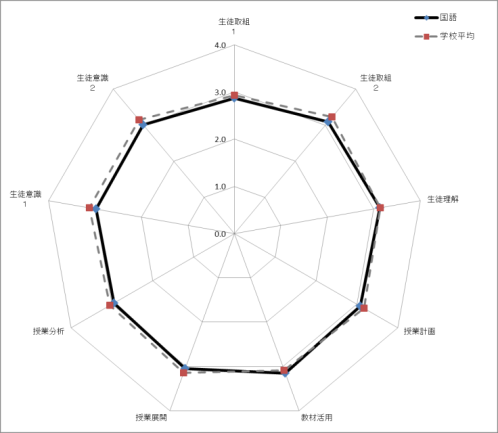 国語
学校平均
生徒取組
1
生徒取組
2
生徒理解
授業計画
教材活用
授業展開
授業分析
生徒意識
1
生徒意識
2
4.0
3.0
2.0
1.0
0.0